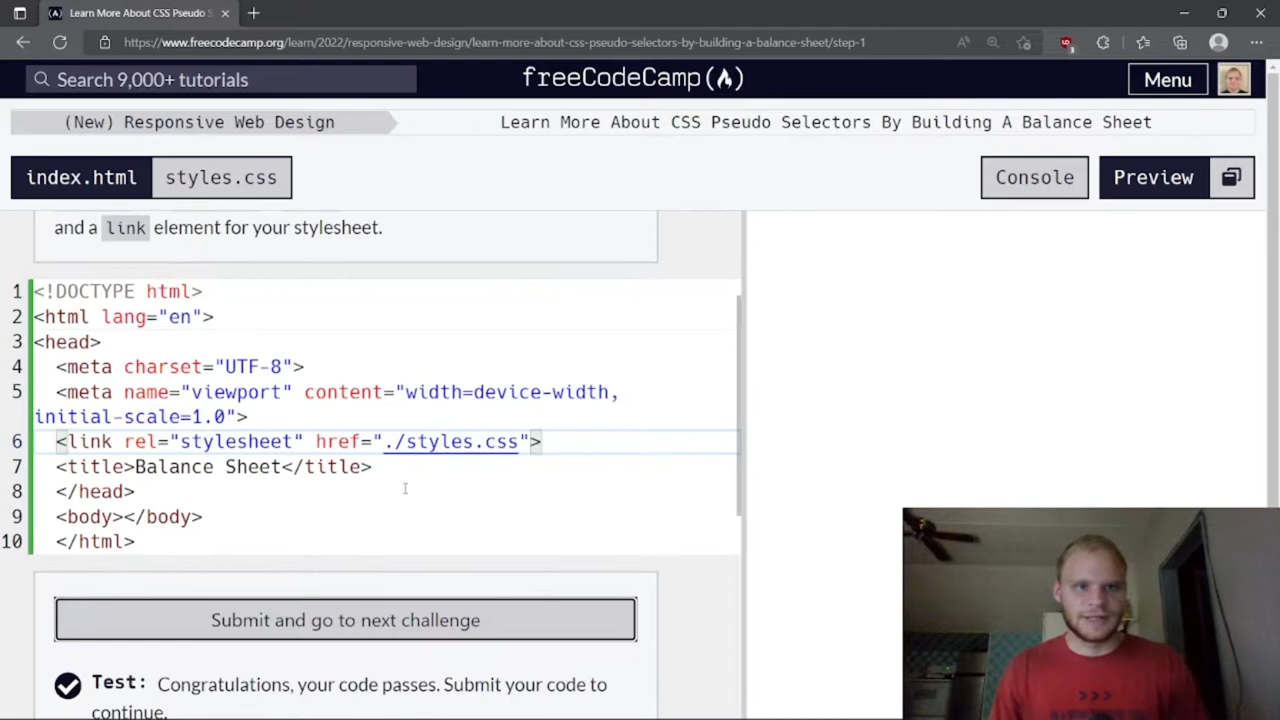 Learn More About CSS Pseudo S
https://www.freecodecamp.org/learn/2022/responsive-web-design/learn-more-about-css-pseudo-selectors-by-building-a-balance-sheet/step-1
Search 9,000+ tutorials
freeCodeCamp
Menu
(New) Responsive Web Design
Learn More About CSS Pseudo Selectors By Building A Balance Sheet
index.html
styles.css
Console
Preview
and a link element for your stylesheet.
1 <!DOCTYPE html>
2 <html lang="en">
3 <head>
4 <meta charset="UTF-8">
5 <meta name="viewport" content="width=device-width,
initial-scale=1.0">
6 <link rel="stylesheet" href="./styles.css">
7 <title>Balance Sheet</title>
8 </head>
9 <body></body>
10 </html>
Submit and go to next challenge
Test: Congratulations, your code passes. Submit your code to
continue.
>>>